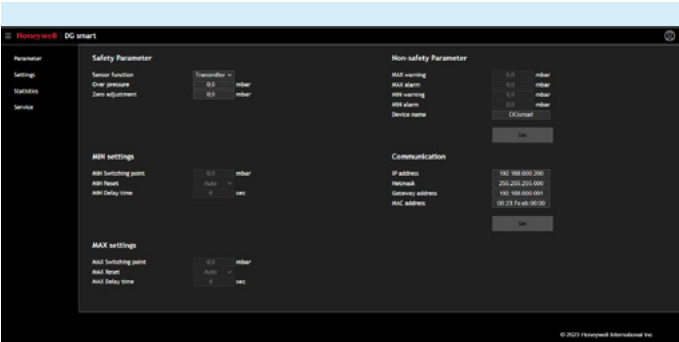 Honeywell DG smart
Parameter
Settings
Statistics
Service
Safety Parameter
Sensor function Transmitter
Over pressure 0,0 mbar
Zero adjustment 0,0 mbar
MIN settings
MIN Switching point 0,0 mbar
MIN Reset Auto
MIN Delay time 0 sec
MAX settings
MAX Switching point 0,0 mbar
MAX Reset Auto
MAX Delay time 0 sec
Non-safety Parameter
MAX warning 0,0 mbar
MAX alarm 0,0 mbar
MIN warning 0,0 mbar
MIN alarm 0,0 mbar
Device name DGsmart
Set
Communication
IP address 192.168.000.200
Netmask 255.255.255.000
Gateway address 192.168.000.001
MAC address
Set
© 2023 Honeywell International Inc.